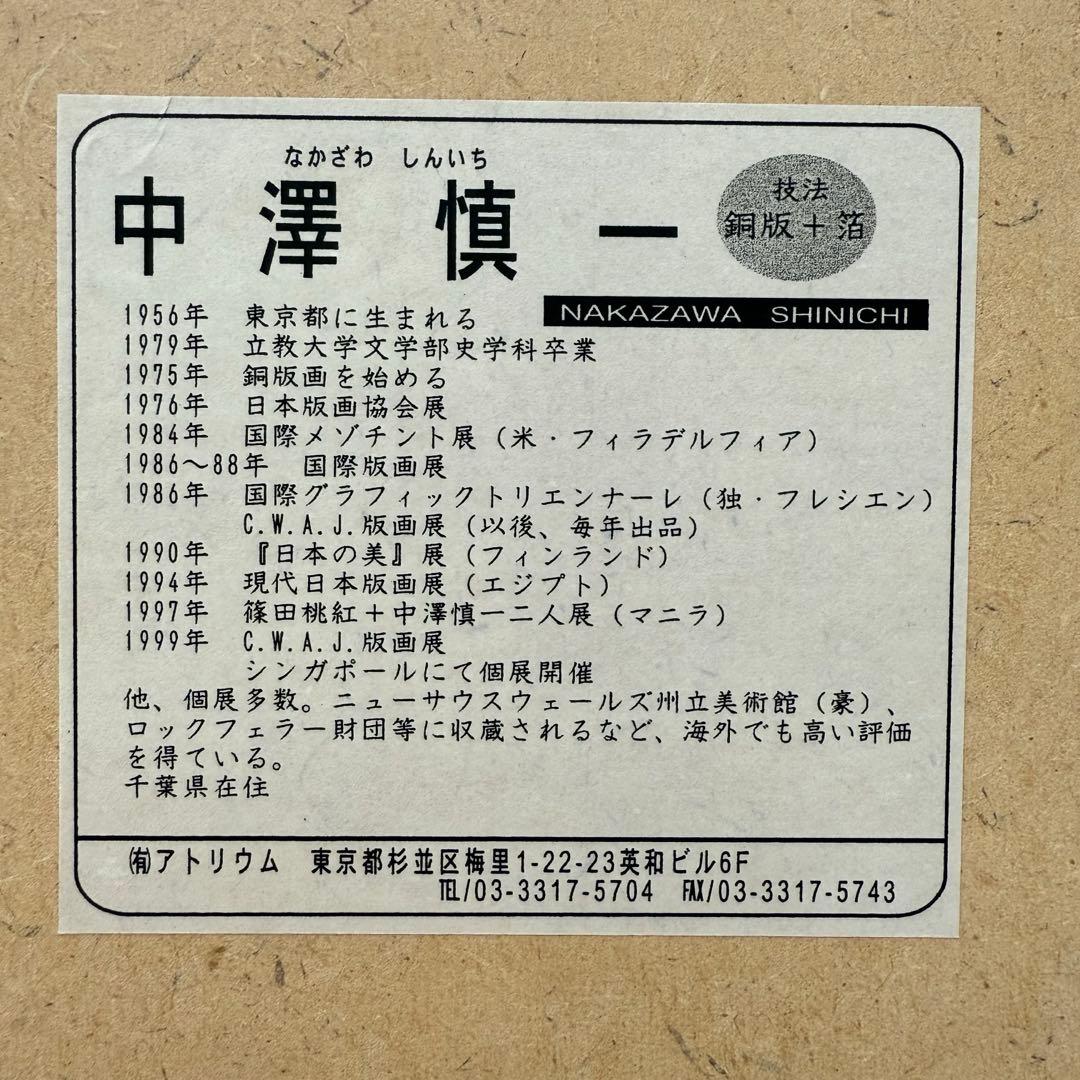 なかざわ しんいち
中澤 慎一
技法
銅版+箔
NAKAZAWA SHINICHI
1956年 東京都に生まれる
1979年 立教大学文学部史学科卒業
1975年 銅版画を始める
1976年 日本版画協会展
1984年 国際メゾチント展(米・フィラデルフィア)
1986~88年 国際版画展
1986年 国際グラフィックトリエンナーレ(独・フレシエン)
C.W.A.J.版画展(以後、毎年出品)
1990年 『日本の美』展(フィンランド)
1994年 現代日本版画展(エジプト)
1997年 篠田桃紅+中澤慎一二人展(マニラ)
1999年 C.W.A.J.版画展
シンガポールにて個展開催
他、個展多数。ニューサウスウェールズ州立美術館(豪)、
ロックフェラー財団等に収蔵されるなど、海外でも高い評価
を得ている。
千葉県在住
㈲アトリウム 東京都杉並区梅里1-22-23英和ビル6F
TEL/03-3317-5704 FAX/03-3317-5743